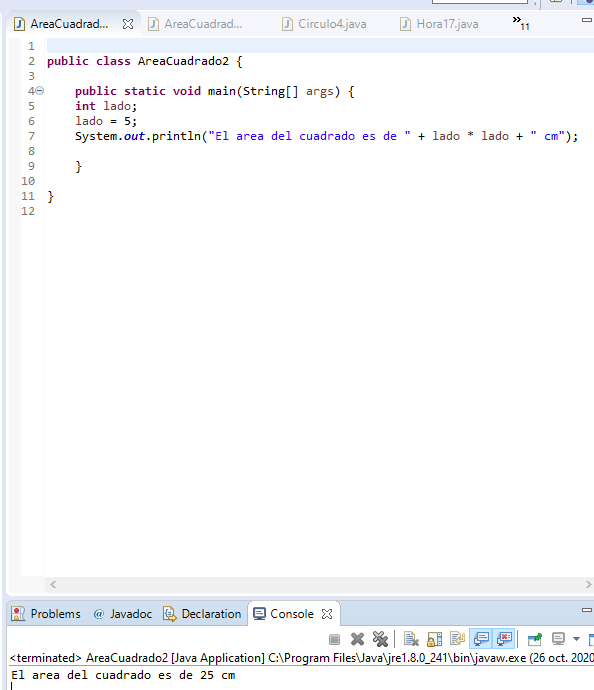 AreaCuadrad... AreaCuadrad... Circulo4.java Hora17.java »11
1
2 public class AreaCuadrado2 {
3
4 public static void main(String[] args) {
5 int lado;
6 lado = 5;
7 System.out.println("El area del cuadrado es de " + lado * lado + " cm");
8
9 }
10
11 }
12
Problems @ Javadoc Declaration Console
<terminated> AreaCuadrado2 [Java Application] C:\Program Files\Java\jre1.8.0_241\bin\javaw.exe (26 oct. 2020
El area del cuadrado es de 25 cm